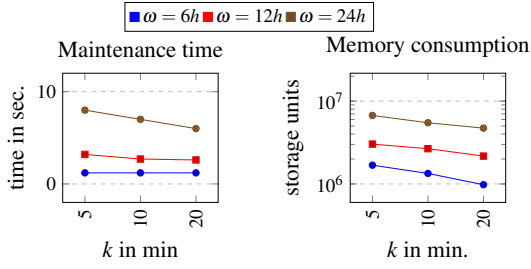 ω = 6h ω = 12h ω = 24h
Maintenance time
time in sec.
10
0
5 10 20
k in min
Memory consumption
storage units
10^7
10^6
5 10 20
k in min.